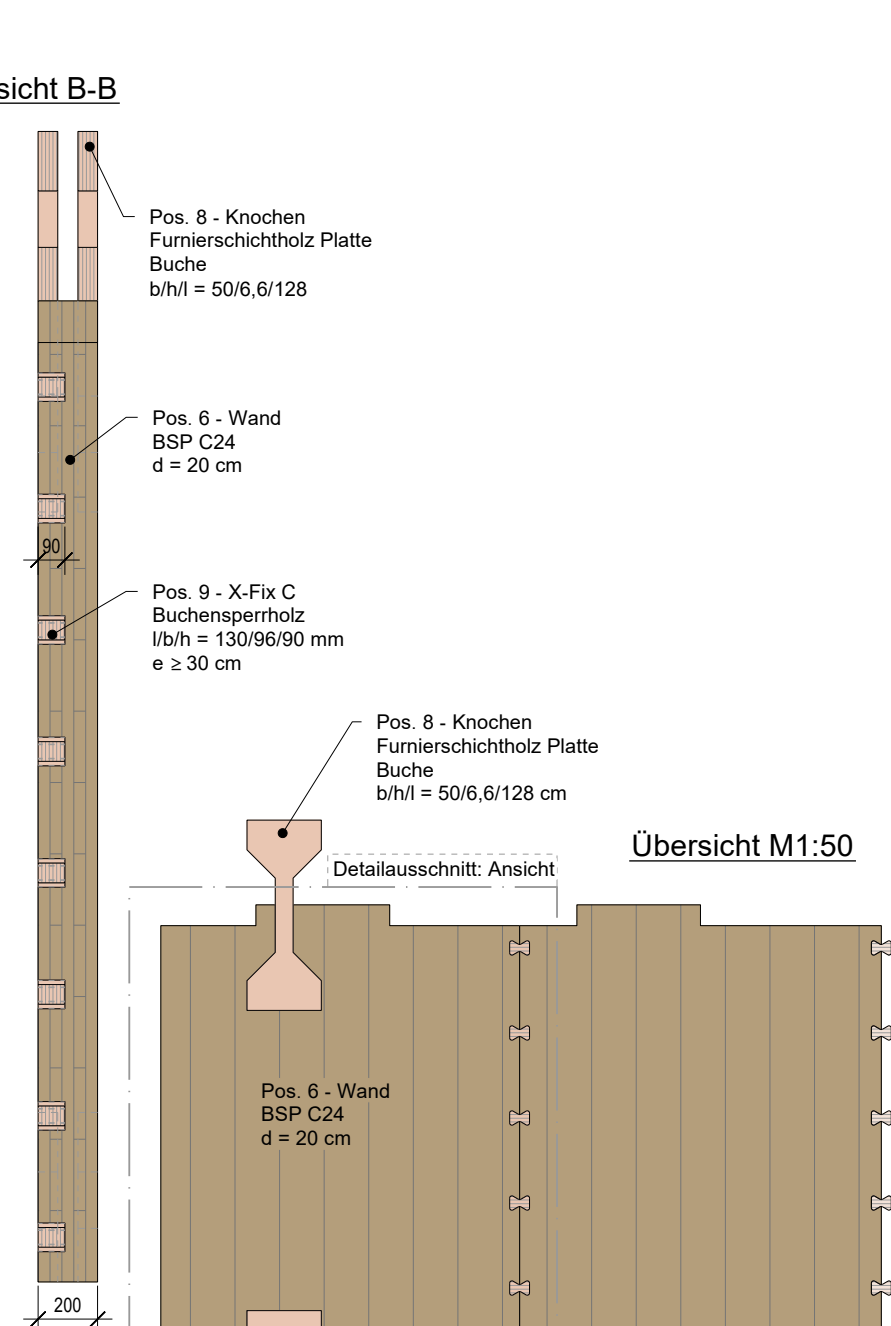 sicht B-B
Pos. 8 - Knochen
Furnierschichtholz Platte
Buche
b/h/l = 50/6,6/128
Pos. 6 - Wand
BSP C24
d = 20 cm
90
Pos. 9 - X-Fix C
Buchensperrholz
l/b/h = 130/96/90 mm
e ≥ 30 cm
Pos. 8 - Knochen
Furnierschichtholz Platte
Buche
b/h/l = 50/6,6/128 cm
Übersicht M1:50
Detailausschnitt: Ansicht
Pos. 6 - Wand
BSP C24
d = 20 cm
200